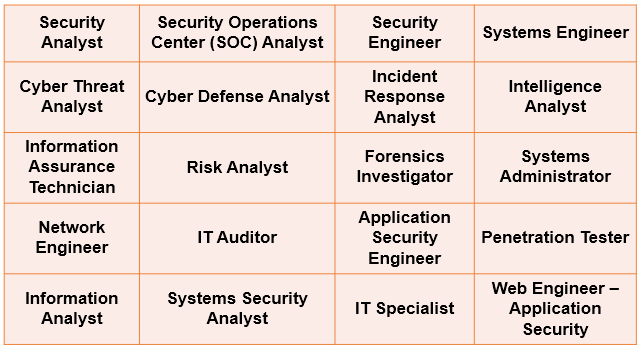 Security
Analyst
Security Operations
Center (SOC) Analyst
Security
Engineer
Systems Engineer
Cyber Threat
Analyst
Cyber Defense Analyst
Incident
Response
Analyst
Intelligence
Analyst
Information
Assurance
Technician
Risk Analyst
Forensics
Investigator
Systems
Administrator
Network
Engineer
IT Auditor
Application
Security
Engineer
Penetration Tester
Information
Analyst
Systems Security
Analyst
IT Specialist
Web Engineer –
Application
Security